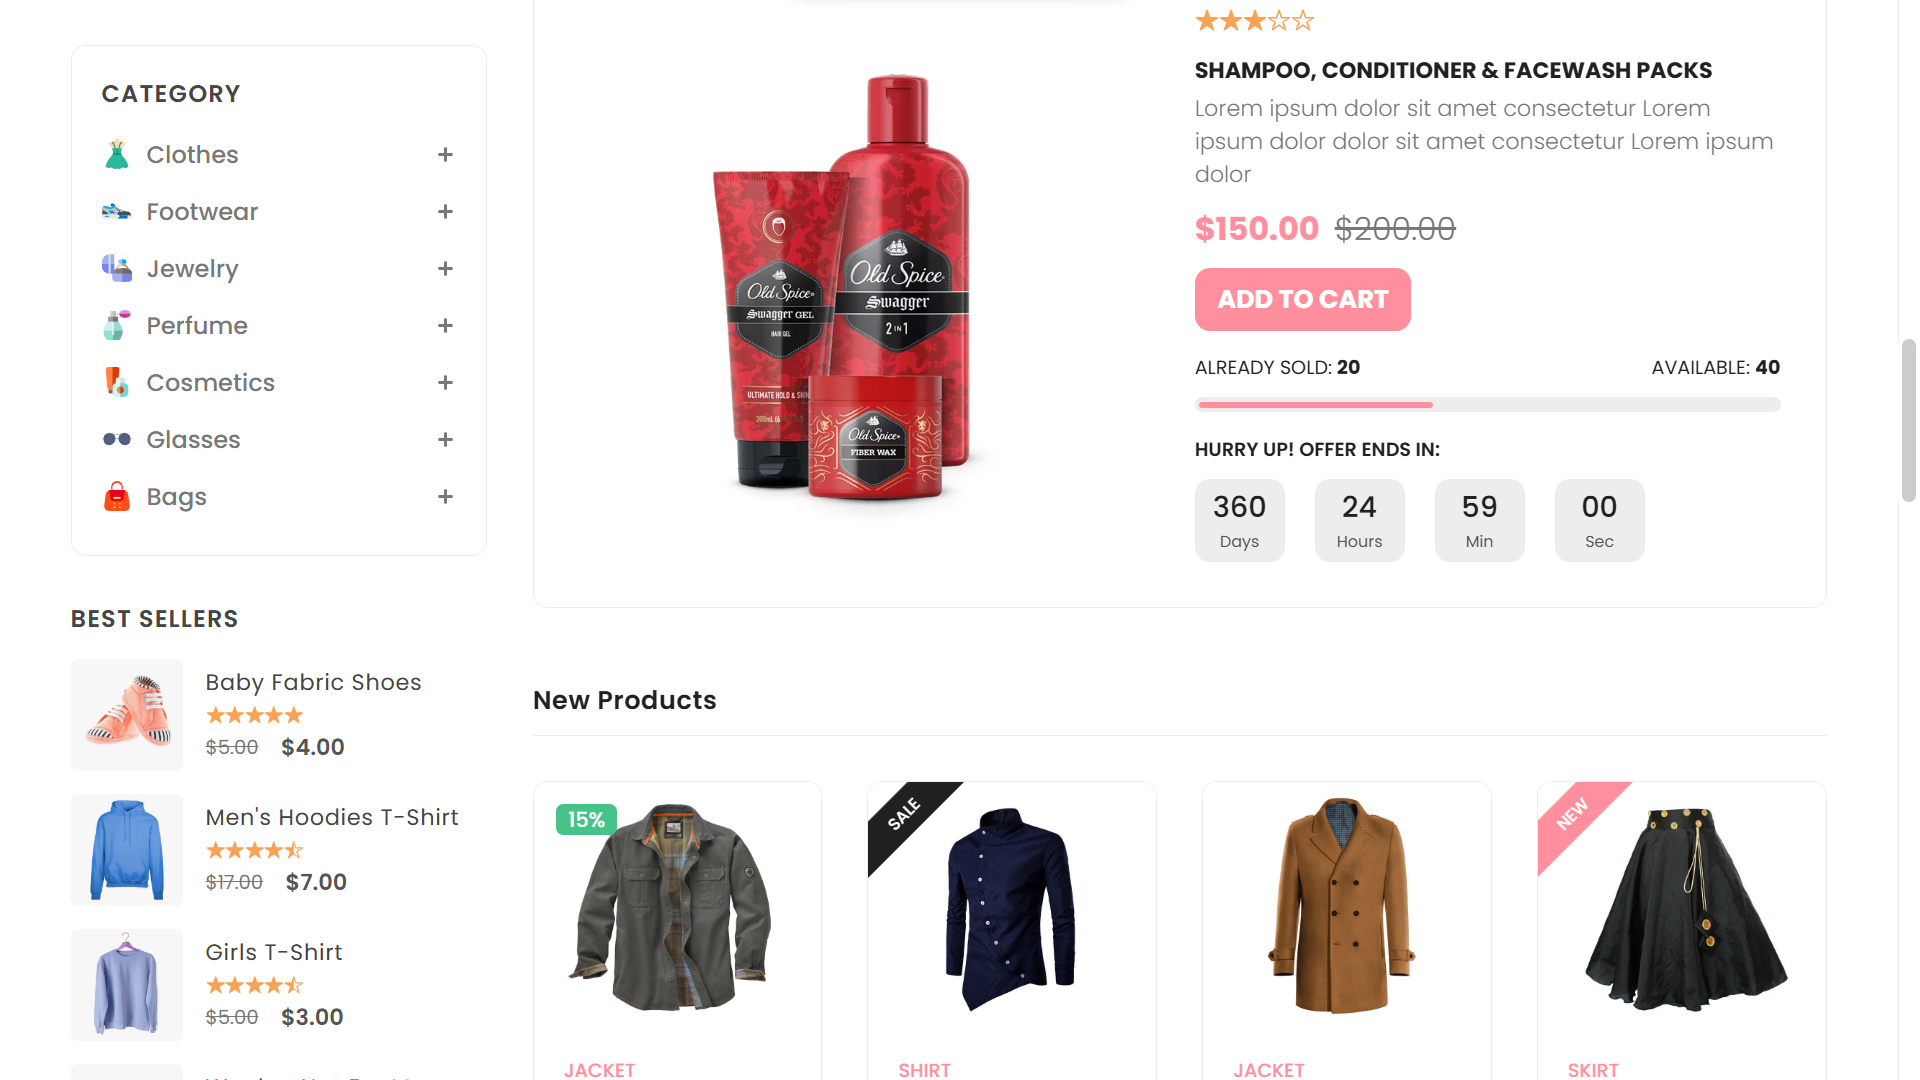 CATEGORY
Clothes
Footwear
Jewelry
Perfume
Cosmetics
Glasses
Bags
BEST SELLERS
Baby Fabric Shoes
$5.00 $4.00
Men's Hoodies T-Shirt
$17.00 $7.00
Girls T-Shirt
$5.00 $3.00
Old Spice
Swagger GEL
HAIR GEL
ULTIMATE HOLD &
Old Spice
Swagger
2 IN 1
Old Spice
FIBER WAX
SHAMPOO, CONDITIONER & FACEWASH PACKS
Lorem ipsum dolor sit amet consectetur Lorem
ipsum dolor dolor sit amet consectetur Lorem ipsum
dolor
$150.00 $200.00
ADD TO CART
ALREADY SOLD: 20 AVAILABLE: 40
HURRY UP! OFFER ENDS IN:
360 24 59 00
Days Hours Min Sec
New Products
15%
SALE
NEW
JACKET SHIRT JACKET SKIRT